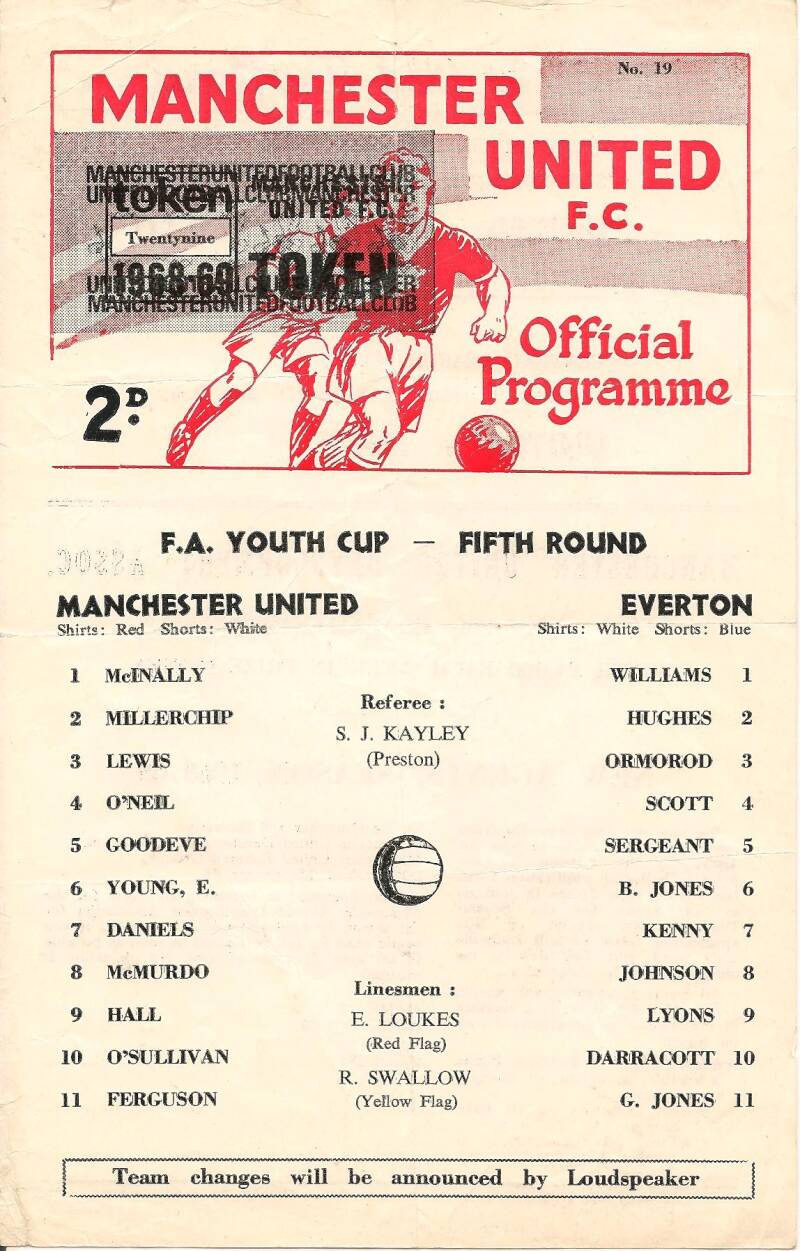 No. 19
MANCHESTER
UNITED
F.C.
MANCHESTERUNITEDFOOTBALLCLUB
token
MANCHESTER
UNITED F.C.
Twentynine
1968-69 TOKEN
MANCHESTERUNITEDFOOTBALLCLUB
Official
Programme
2D.
F.A. YOUTH CUP — FIFTH ROUND
MANCHESTER UNITED EVERTON
Shirts: Red Shorts: White Shirts: White Shorts: Blue
1 McINALLY WILLIAMS 1
Referee :
2 MILLERCHIP HUGHES 2
S. J. KAYLEY
(Preston)
3 LEWIS ORMOROD 3
4 O'NEIL SCOTT 4
5 GOODEVE SERGEANT 5
6 YOUNG, E. B. JONES 6
7 DANIELS KENNY 7
8 McMURDO JOHNSON 8
Linesmen :
9 HALL LYONS 9
E. LOUKES
(Red Flag)
10 O'SULLIVAN DARRACOTT 10
R. SWALLOW
(Yellow Flag)
11 FERGUSON G. JONES 11
Team changes will be announced by Loudspeaker